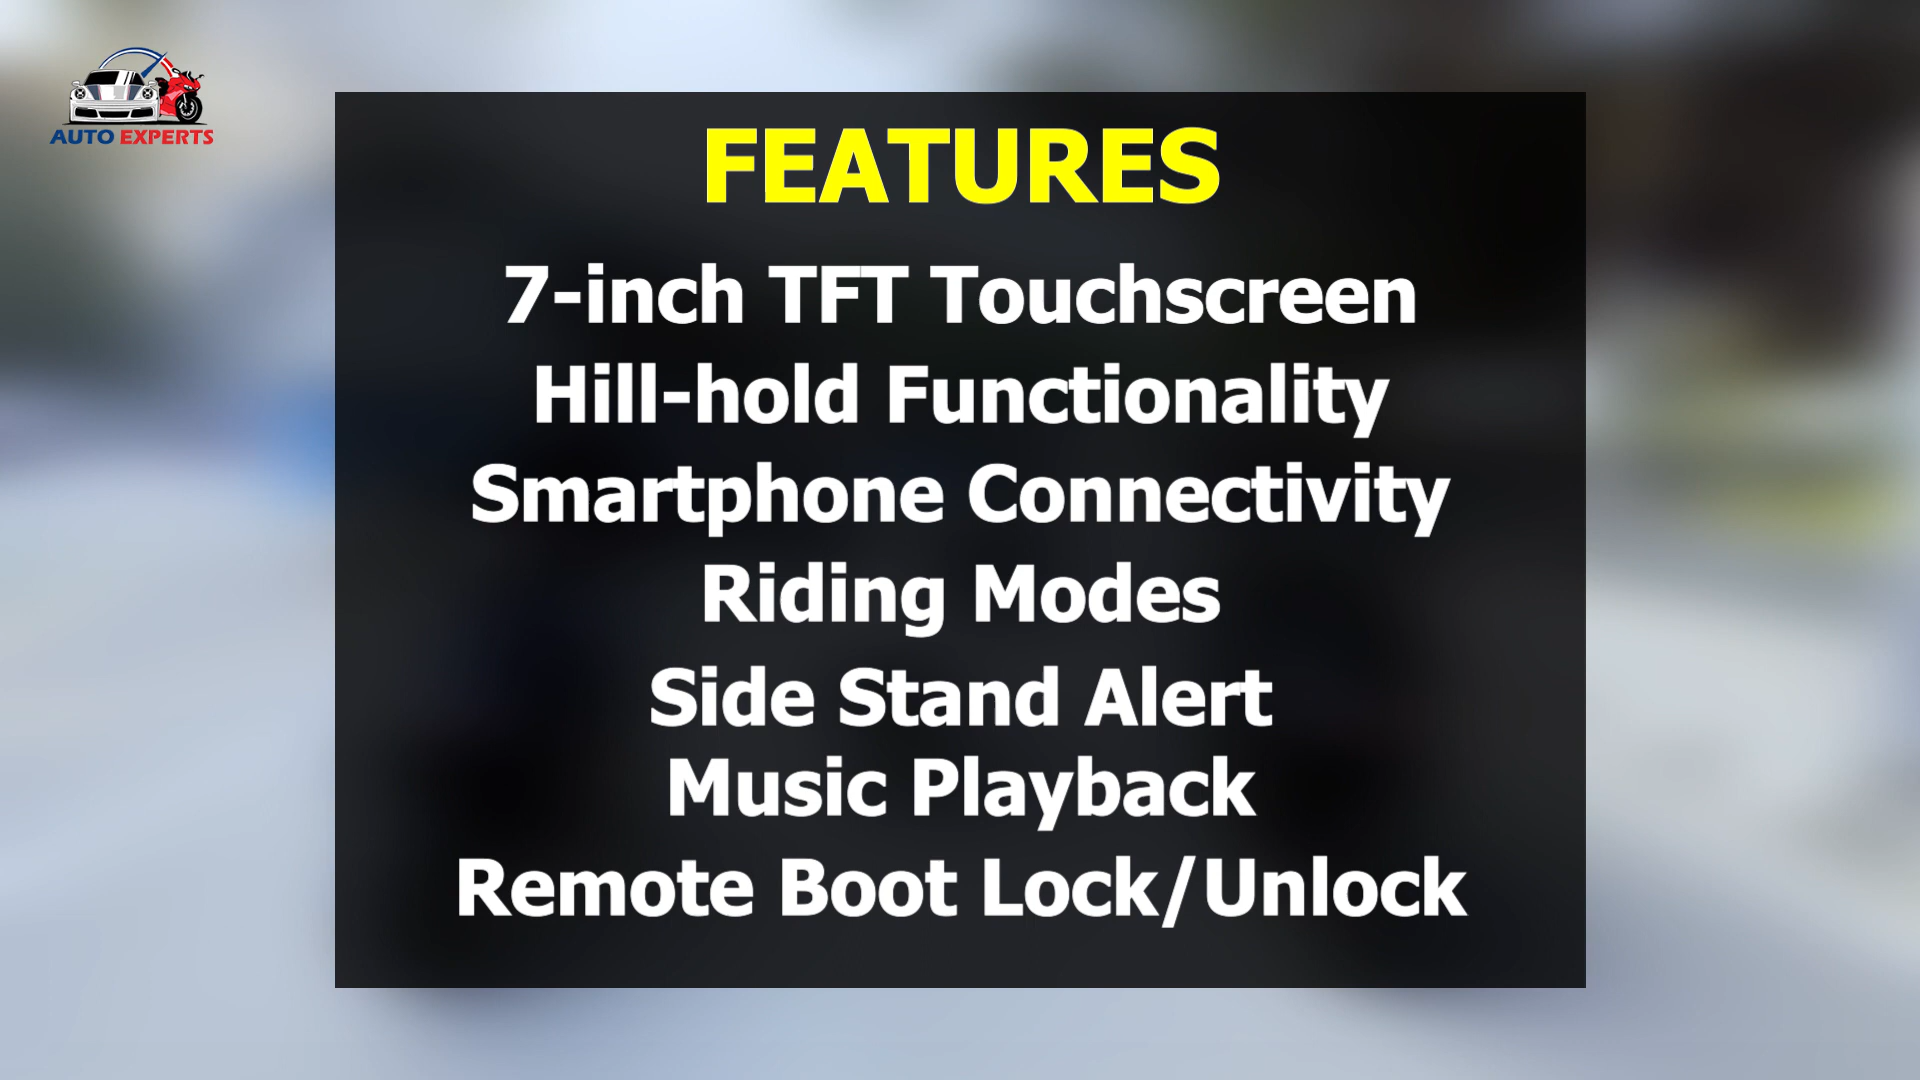 AUTO EXPERTS
FEATURES
7-inch TFT Touchscreen
Hill-hold Functionality
Smartphone Connectivity
Riding Modes
Side Stand Alert
Music Playback
Remote Boot Lock/Unlock